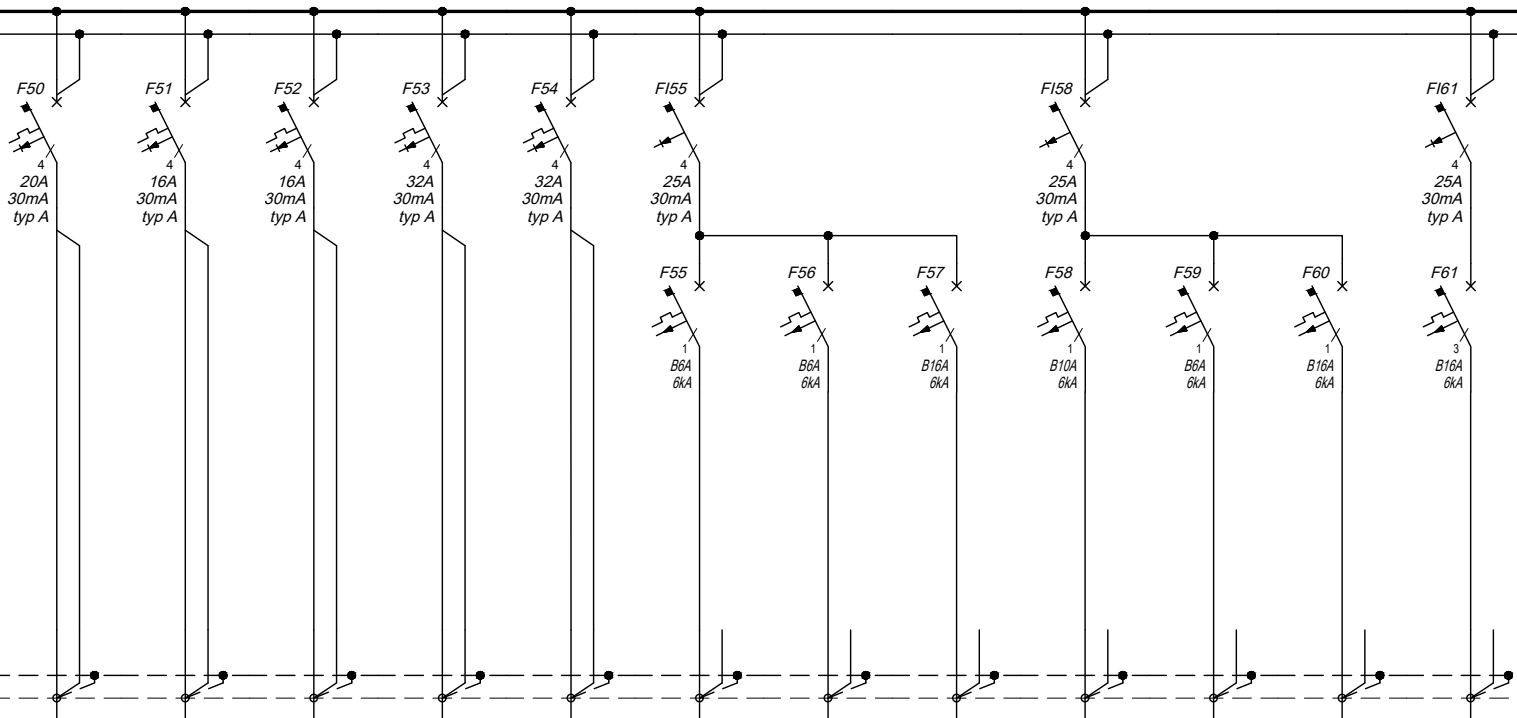 F50 F51 F52 F53 F54 FI55 FI58 FI61
4 4 4 4 4 4 4 4
20A 16A 16A 32A 32A 25A 25A 25A
30mA 30mA 30mA 30mA 30mA 30mA 30mA 30mA
typ A typ A typ A typ A typ A typ A typ A typ A
F55 F56 F57 F58 F59 F60 F61
1 1 1 1 1 1 3
B6A B6A B16A B10A B6A B16A B16A
6kA 6kA 6kA 6kA 6kA 6kA 6kA